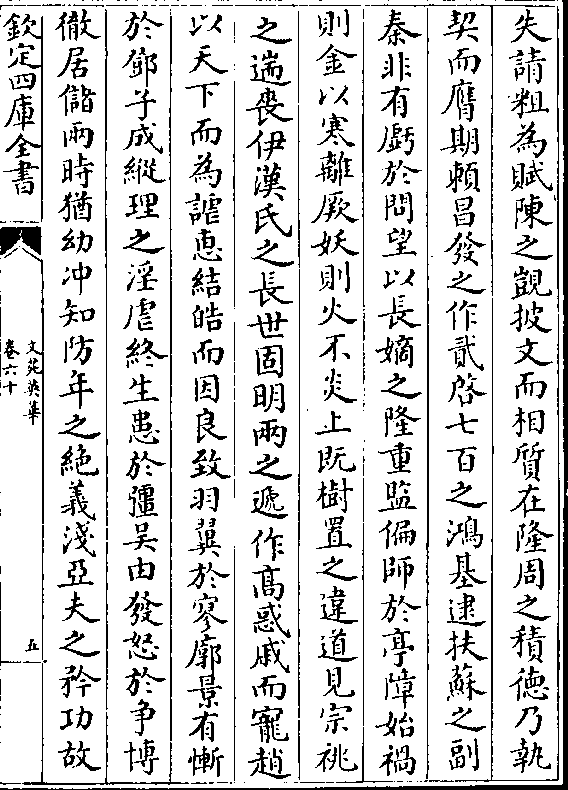 失請粗為賦陳之覬披文而相質在隆周之積德乃執
契而膺期賴昌發之作貳啓七百之鴻基逮扶蘇之副
秦非有虧於問望以長嫡之隆重監偏師於亭障始禍
則金以寒離厥妖則火不炎上既樹置之違道見宗祧
之遄喪伊漢氏之長世固明兩之遞作髙惑戚而寵趙
以天下而為謔恵結皓而因良致羽翼於寥廓景有慚
於鄧子成縱理之淫虐終生患於彊吴由發怒於争博
徹居儲兩時猶幼冲知防年之絶義淺亞夫之矜功故
欽定四庫全書
文苑英華
卷六十
五